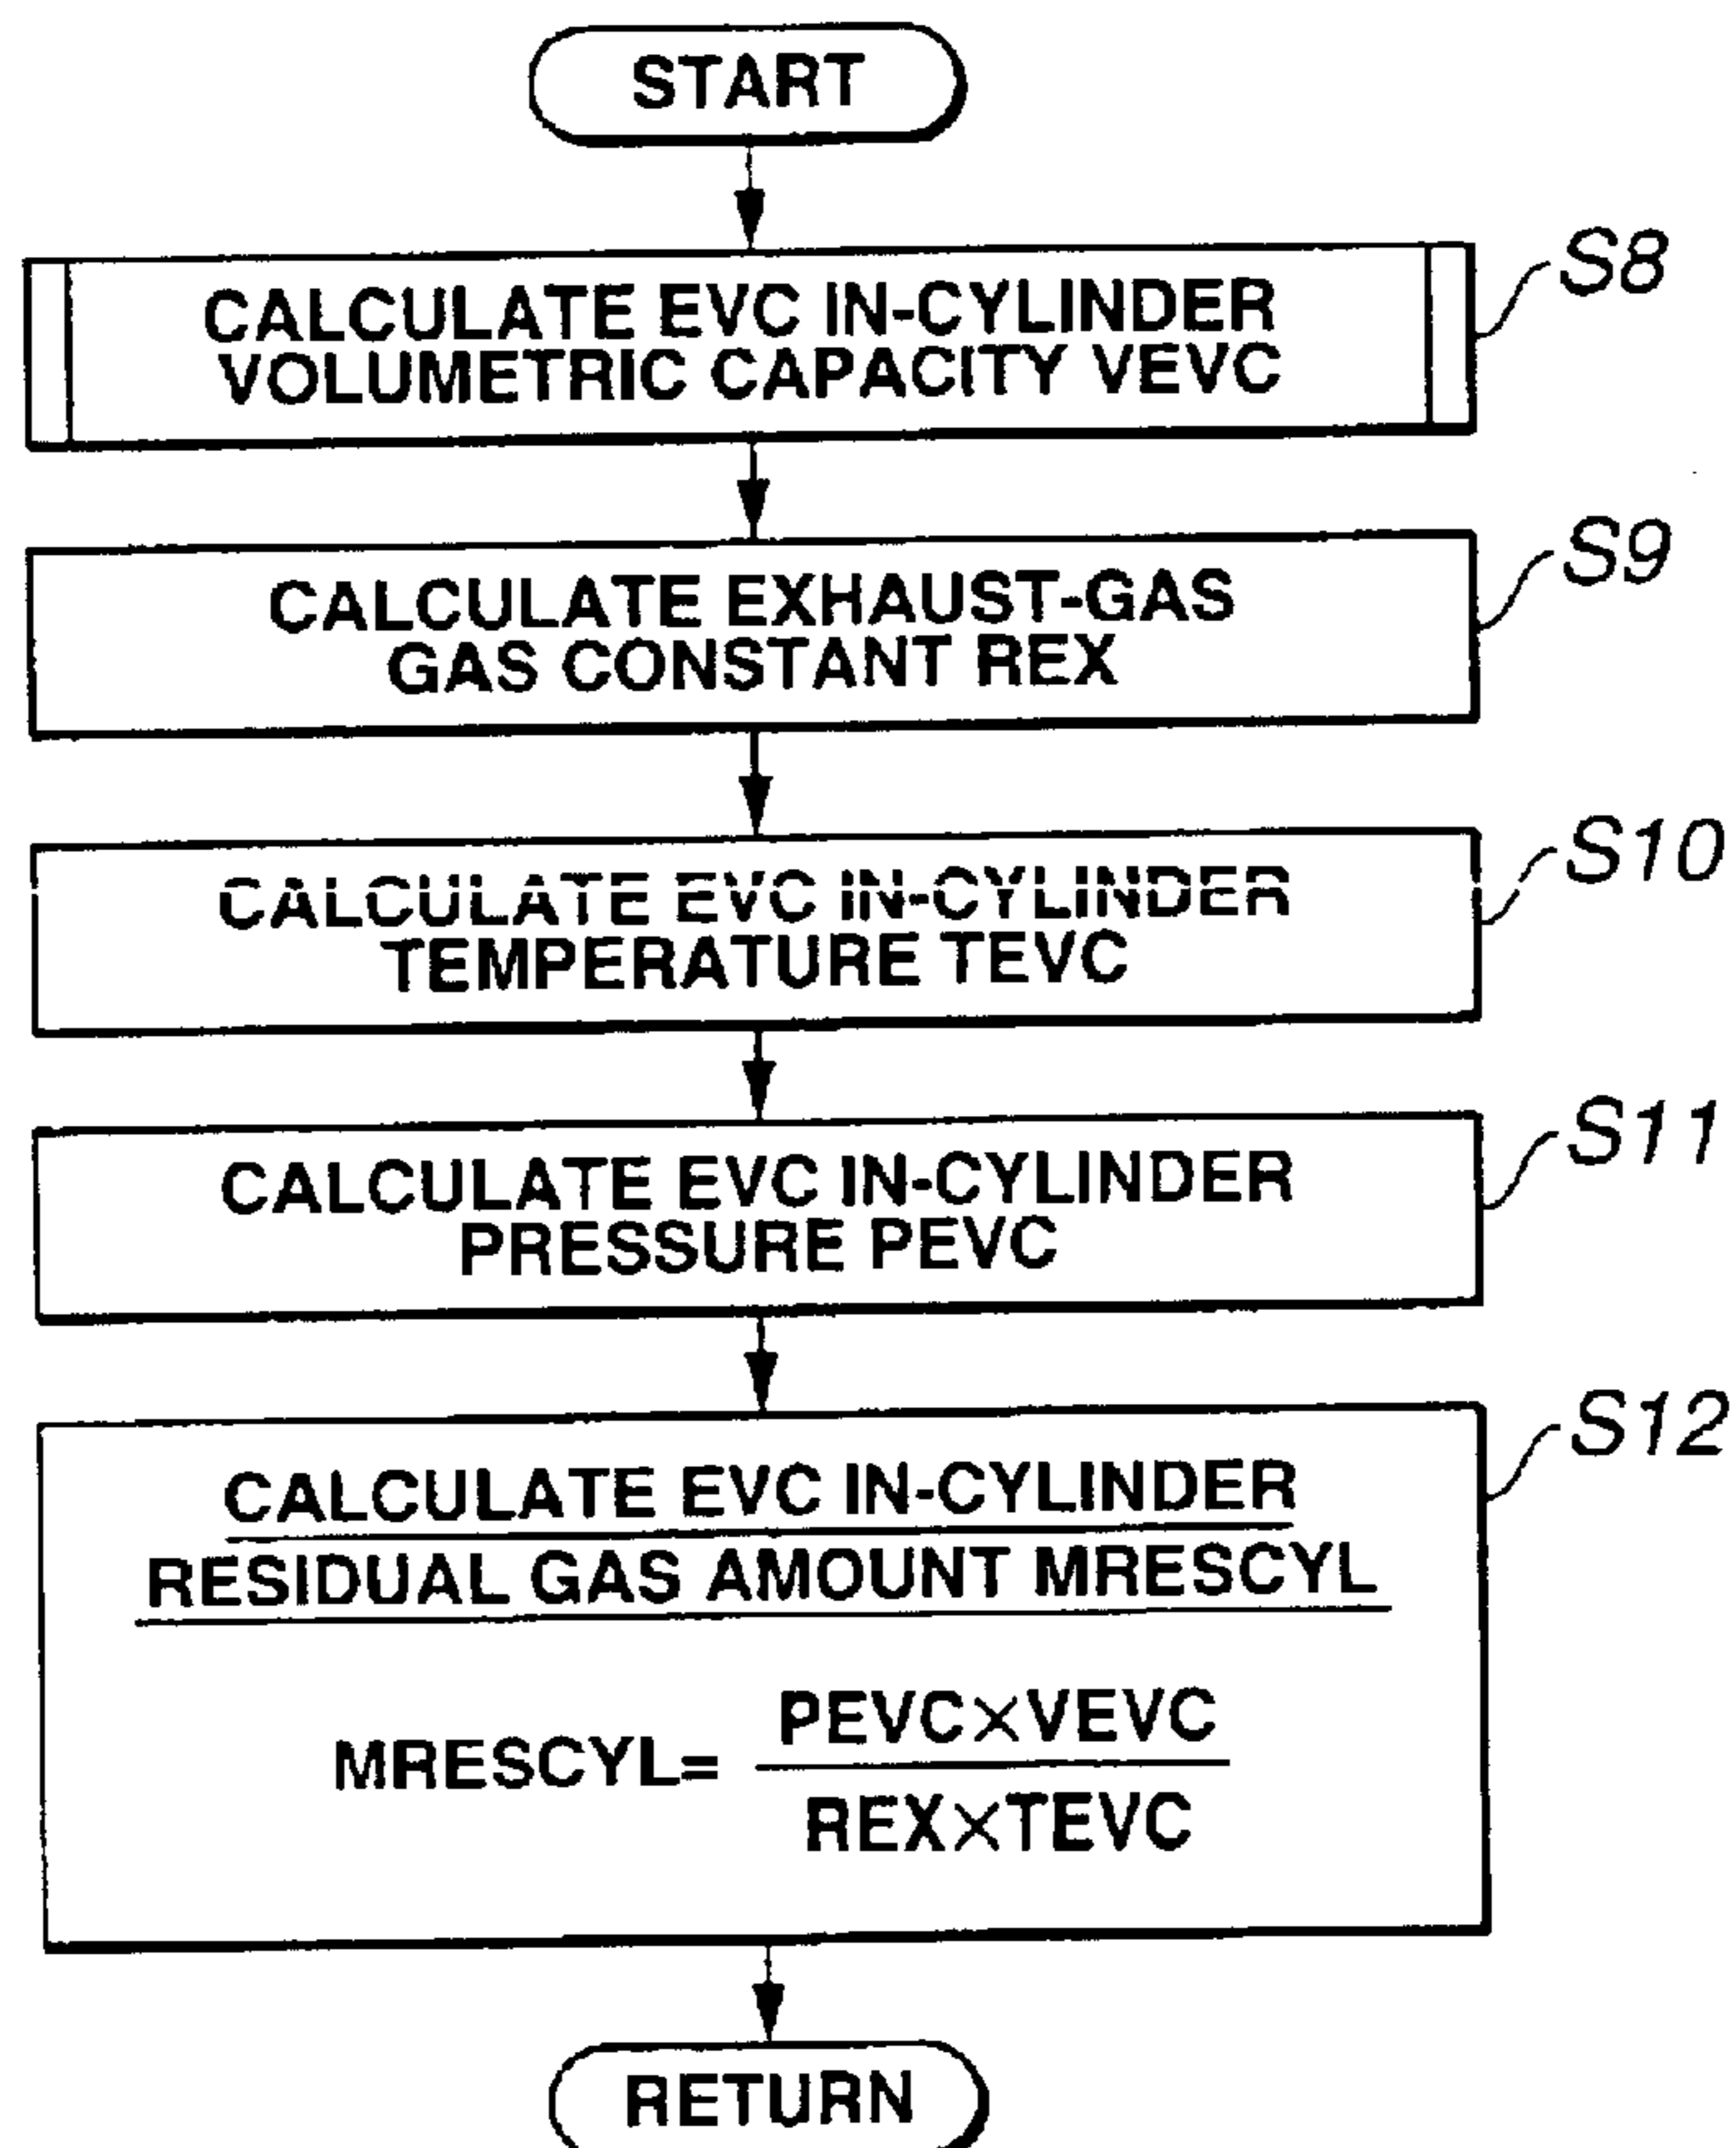 START
S8
CALCULATE EVC IN-CYLINDER
VOLUMETRIC CAPACITY VEVC
S9
CALCULATE EXHAUST-GAS
GAS CONSTANT REX
S10
CALCULATE EVC IN-CYLINDER
TEMPERATURE TEVC
S11
CALCULATE EVC IN-CYLINDER
PRESSURE PEVC
S12
CALCULATE EVC IN-CYLINDER
RESIDUAL GAS AMOUNT MRESCYL
PEVC×VEVC
MRESCYL=
REX×TEVC
RETURN